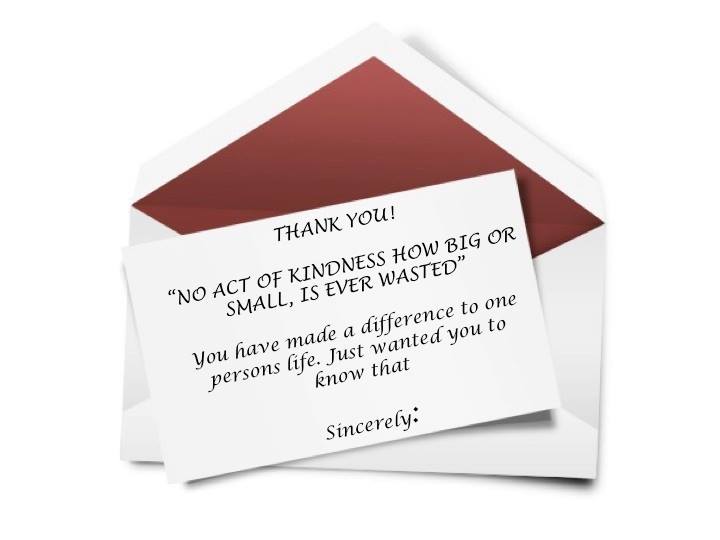 THANK YOU!
“NO ACT OF KINDNESS HOW BIG OR
SMALL, IS EVER WASTED”
You have made a difference to one
persons life. Just wanted you to
know that
Sincerely: